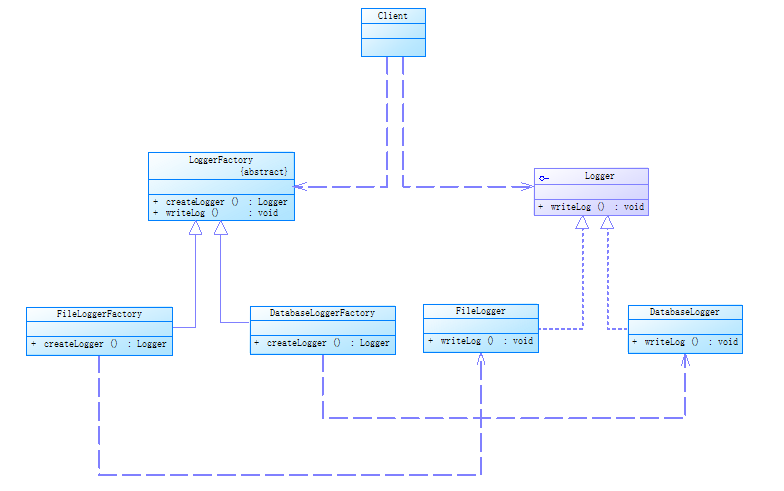 Client
LoggerFactory
{abstract}
+ createLogger () : Logger
+ writeLog () : void
Logger
+ writeLog () : void
FileLoggerFactory
+ createLogger () : Logger
DatabaseLoggerFactory
+ createLogger () : Logger
FileLogger
+ writeLog () : void
DatabaseLogger
+ writeLog () : void